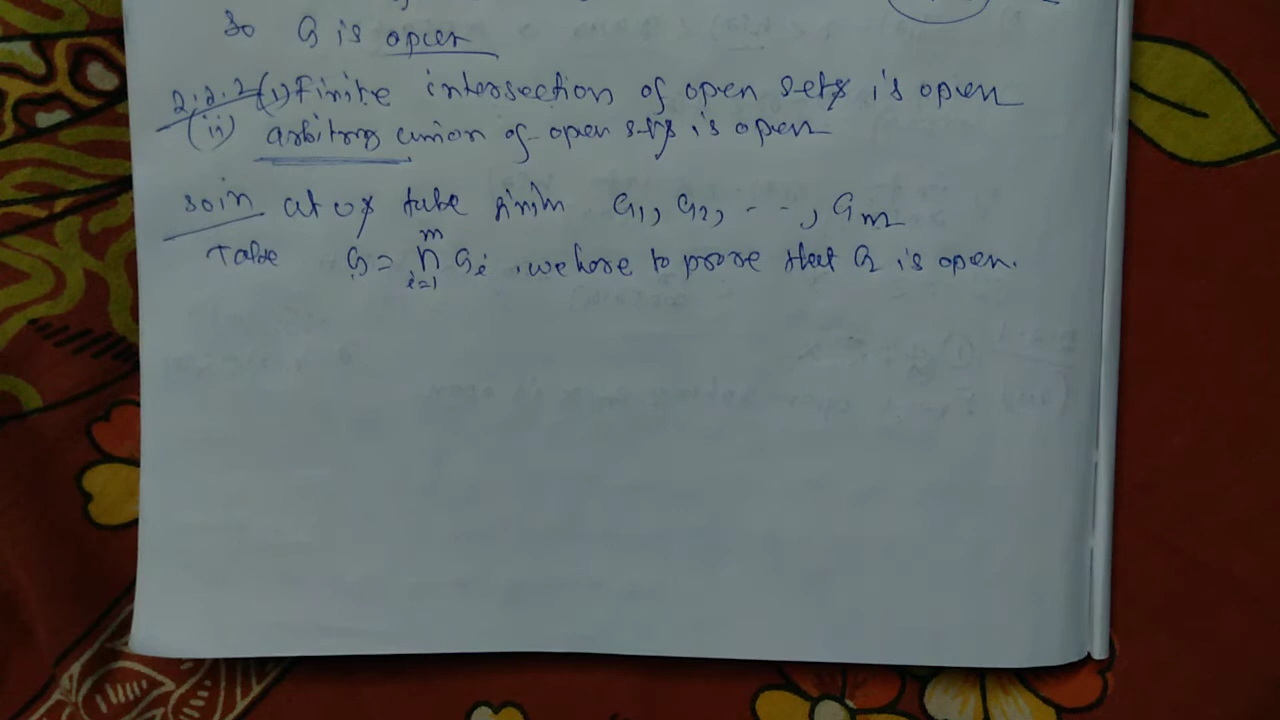 So G is open
2.2.2 (i) Finite intersection of open sets is open
(ii) arbitrary union of open sets is open
Soln let us take finite G1, G2, ---, Gm
Take G = m ∩ i=1 Gi . we have to prove that G is open.